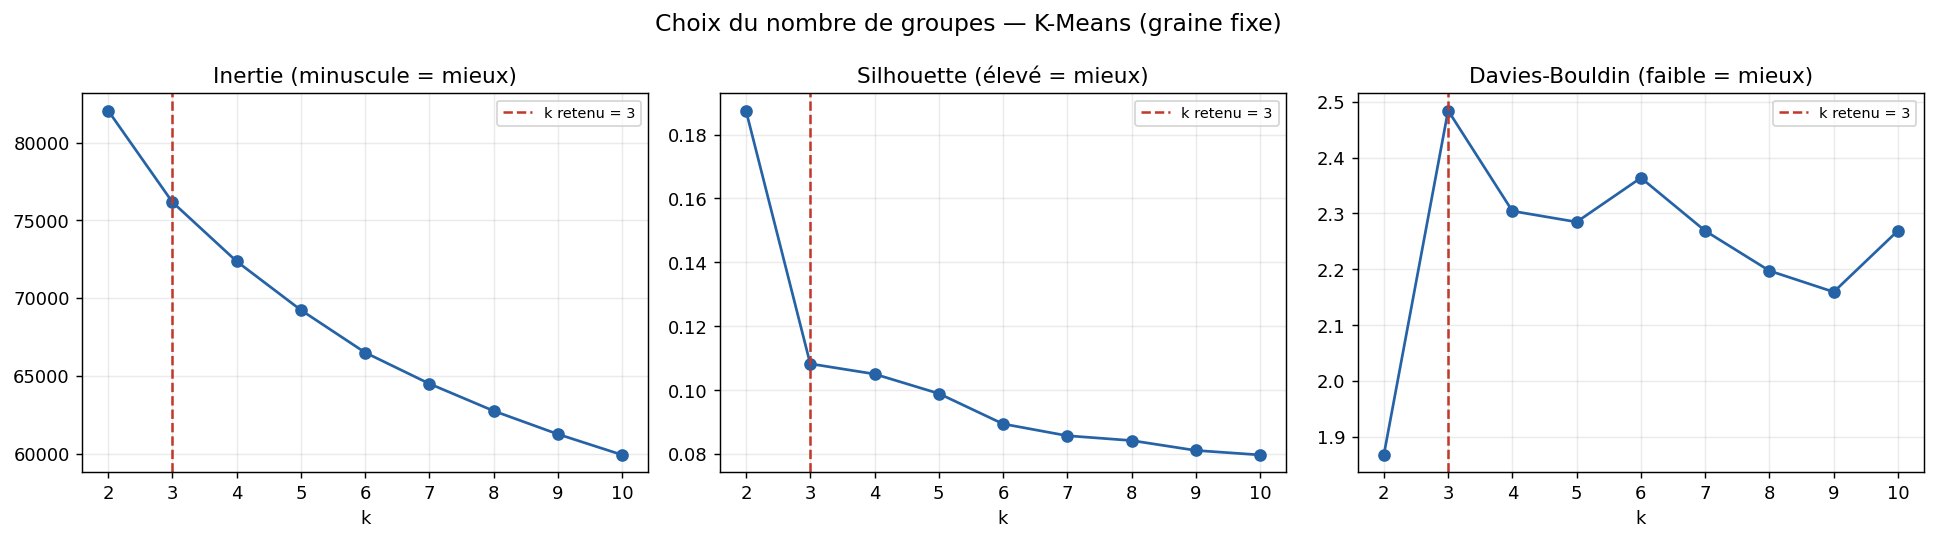 Choix du nombre de groupes — K-Means (graine fixe)
Inertie (minuscule = mieux)
k retenu = 3
80000
75000
70000
65000
60000
2 3 4 5 6 7 8 9 10
k
Silhouette (élevé = mieux)
k retenu = 3
0.18
0.16
0.14
0.12
0.10
0.08
2 3 4 5 6 7 8 9 10
k
Davies-Bouldin (faible = mieux)
k retenu = 3
2.5
2.4
2.3
2.2
2.1
2.0
1.9
2 3 4 5 6 7 8 9 10
k